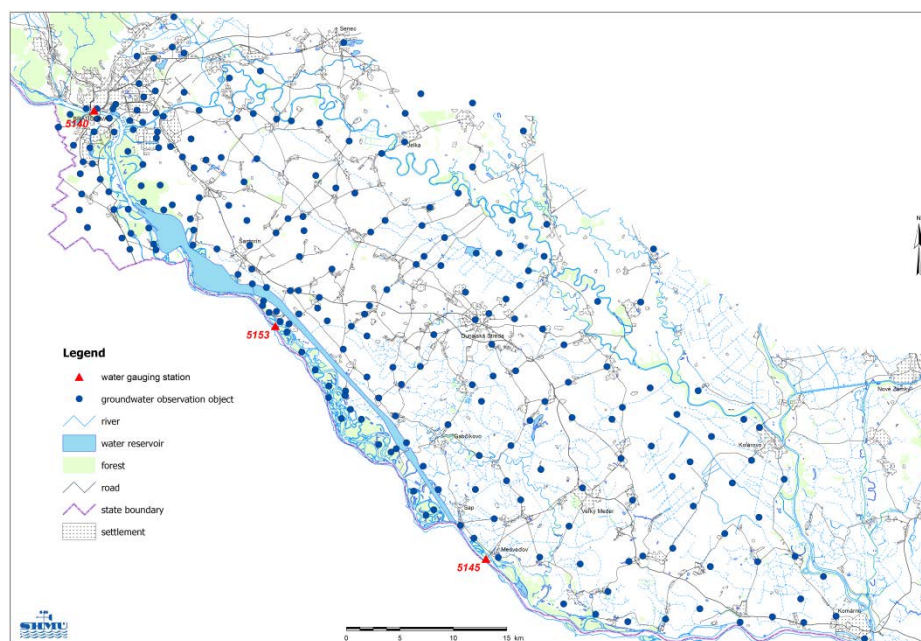 Senec
5140
Jelka
N
Šamorín
5153
Legend
Dunajská Streda
water gauging station
groundwater observation object
Nové Zámky
river
water reservoir
Gabčíkovo
Kolárovo
forest
road
state boundary
Sap
Veľký Meder
settlement
Medveďov
5145
Komárno
SHMÚ
0 5 10 15 km